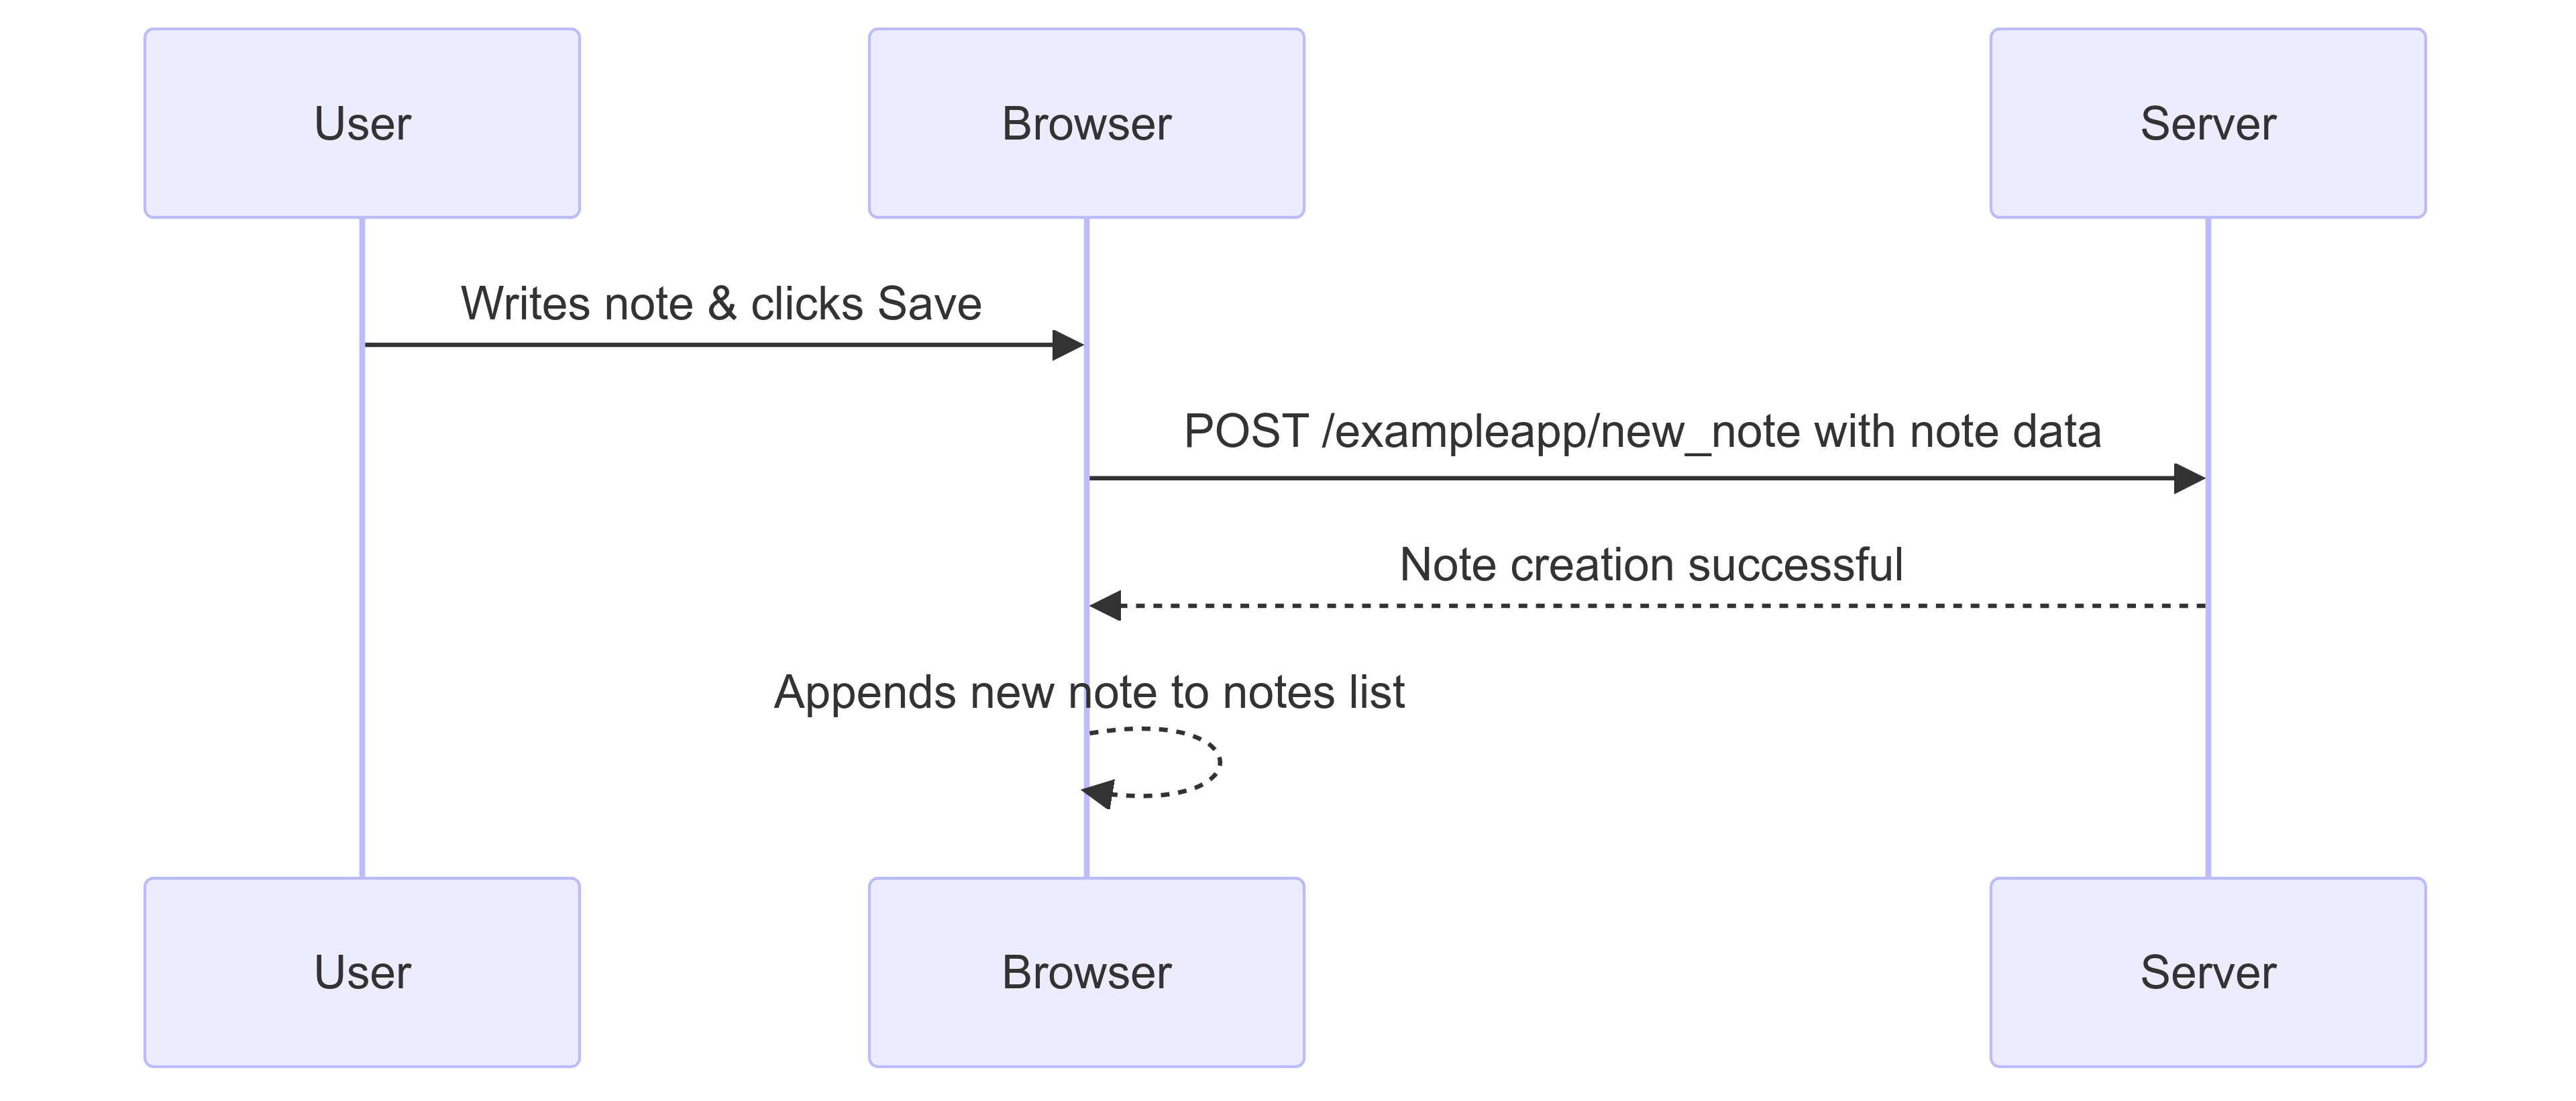 User
Browser
Server
Writes note & clicks Save
POST /exampleapp/new_note with note data
Note creation successful
Appends new note to notes list
User
Browser
Server